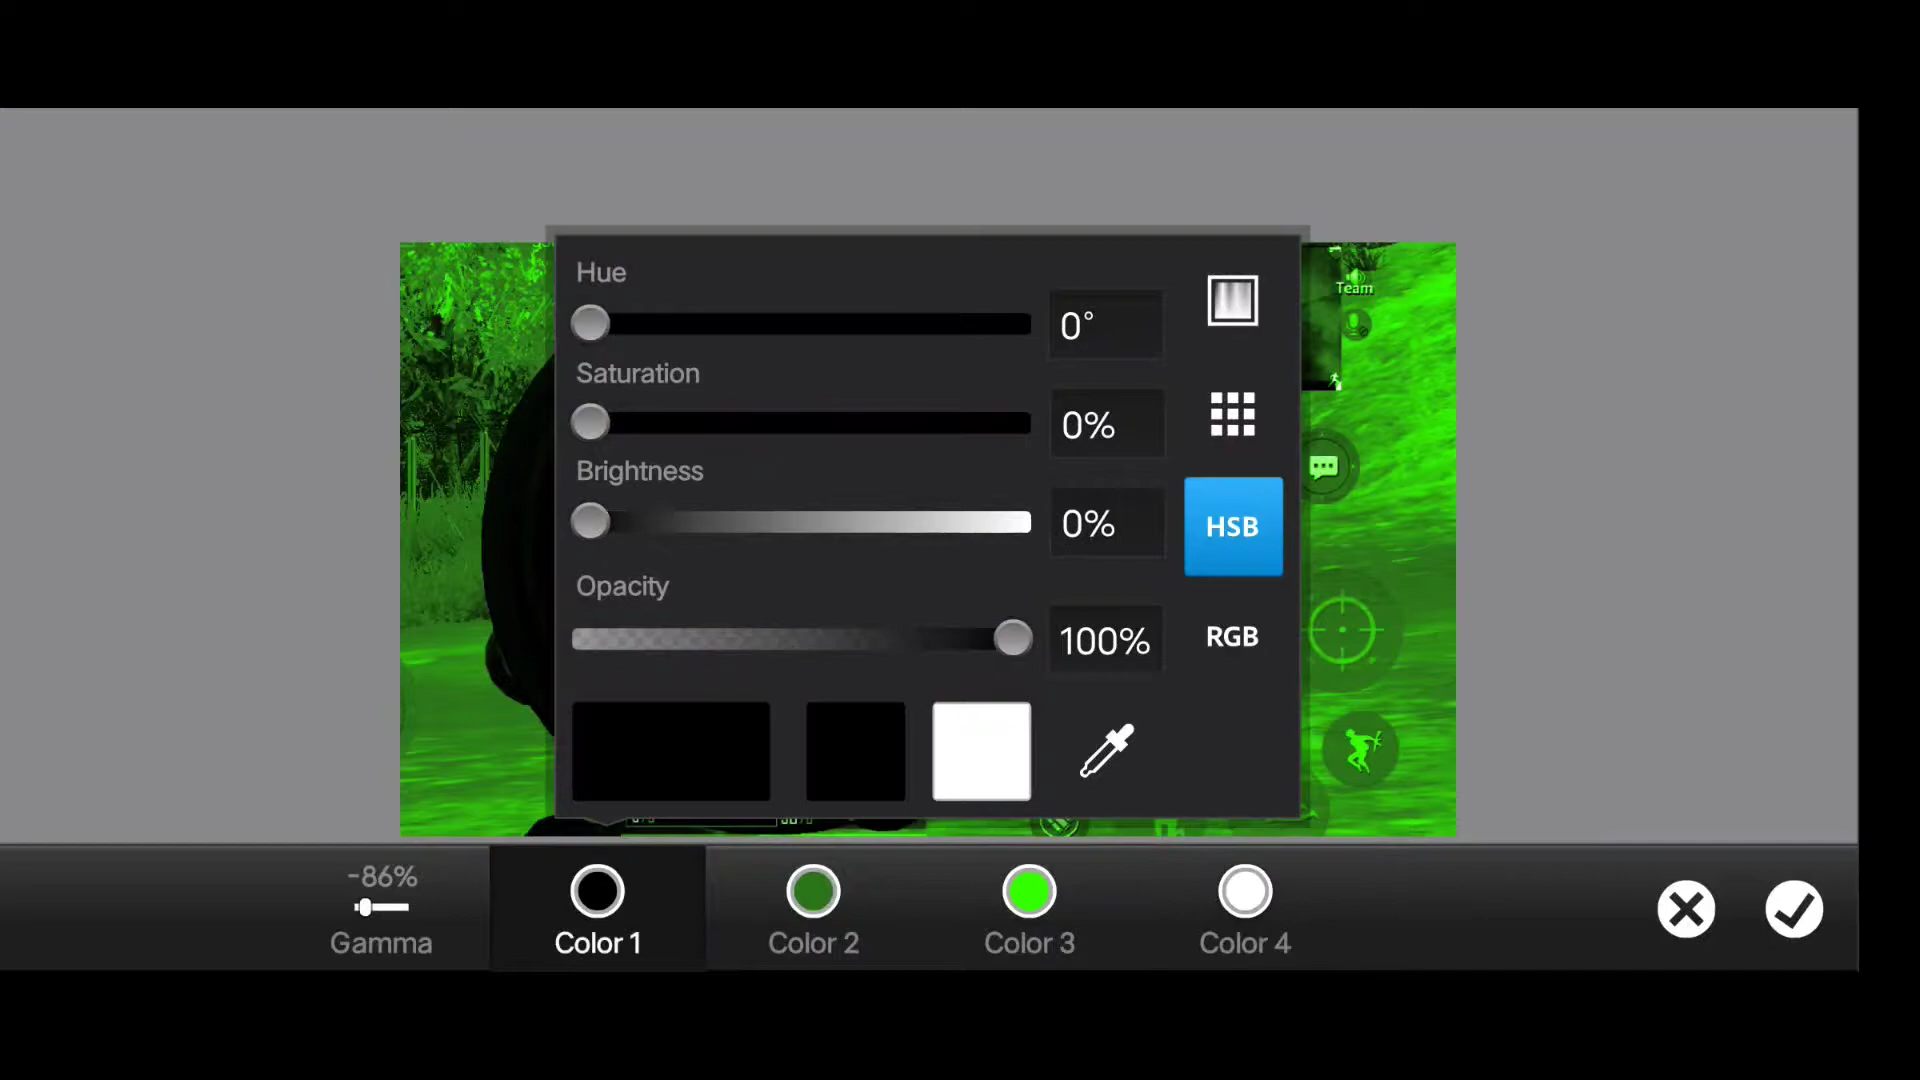 Hue
0°
Team
Saturation
0%
Brightness
0%
HSB
Opacity
100%
RGB
-86%
Gamma
Color 1
Color 2
Color 3
Color 4